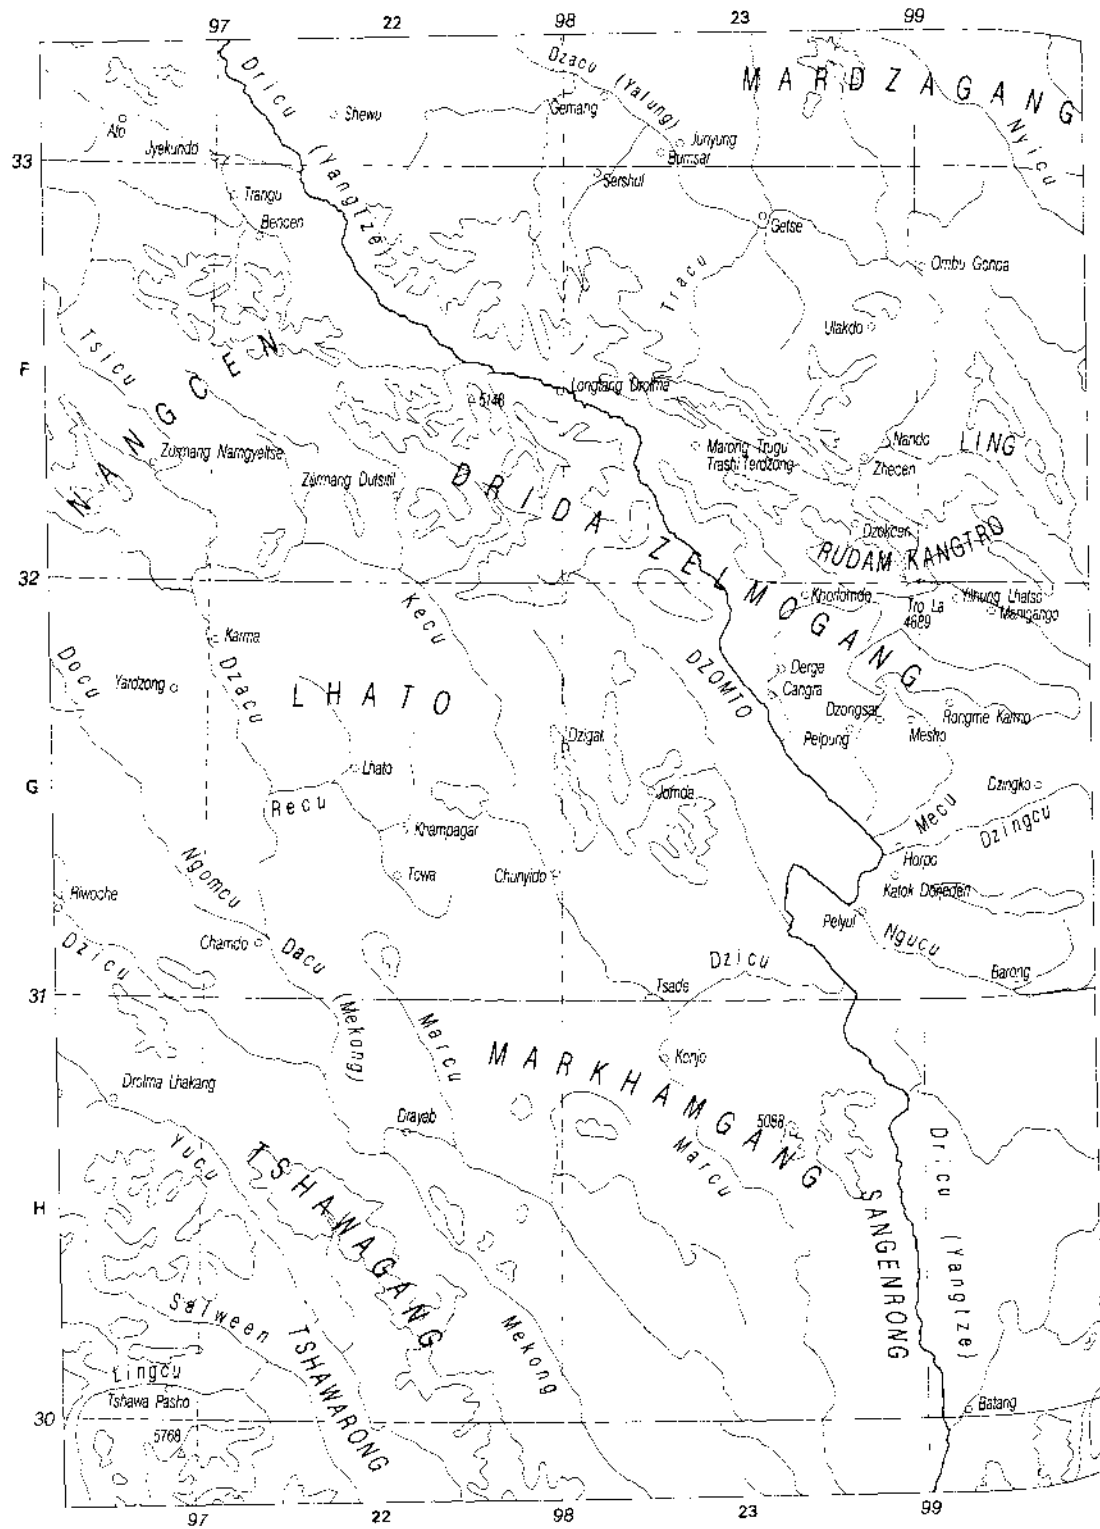 97 22 98 23 99
Dricu
(Yangtze)
Dzacu (Yalung)
MARDZAGANG
Shewu
Gemang
Ato
Jyekundo
Junyung
Bumsar
Nyicu
33
Sershul
Trangu
Bencen
Getse
Ombu Gonpa
Tracu
Ulakdo
Tsicu
NANGCEN
F
Longtang Drolma
5148
Marong Trugu
Trashi Terdzong
Nando
LING
Zhecen
Zurmang Namgyeltse
Zurmang Dutsitil
DRIDA ZELMOGANG
Dzokcen
RUDAM KANGTRO
32
Khorlomdo
Tro La
4689
Yilhung Lhatso
Manigango
Kecu
Karma
Docu
Dzacu
Yardzong
LHATO
DZOMTO
Derge
Cangra
Dzongsar
Rongme Karmo
Mesho
Pelpung
Dzigar
Lhato
G
Jomda
Dzingko
Recu
Mecu
Dzingcu
Khampagar
Ngomcu
Horpo
Towa
Chunyido
Katok Dorjeden
Riwoche
Pelyul
Chamdo
Dacu
(Mekong)
Dzicu
Dzicu
Ngucu
Barong
Tsade
31
Marcu
MARKHAMGANG
Konjo
Drolma Lhakang
Drayab
5088
Yucu
TSHAWAGANG
Marcu
Dricu (Yangtze)
H
SANGENRONG
Salween
TSHAWARONG
Mekong
Lingcu
Tshawa Pasho
Batang
30
5768
97 22 98 23 99